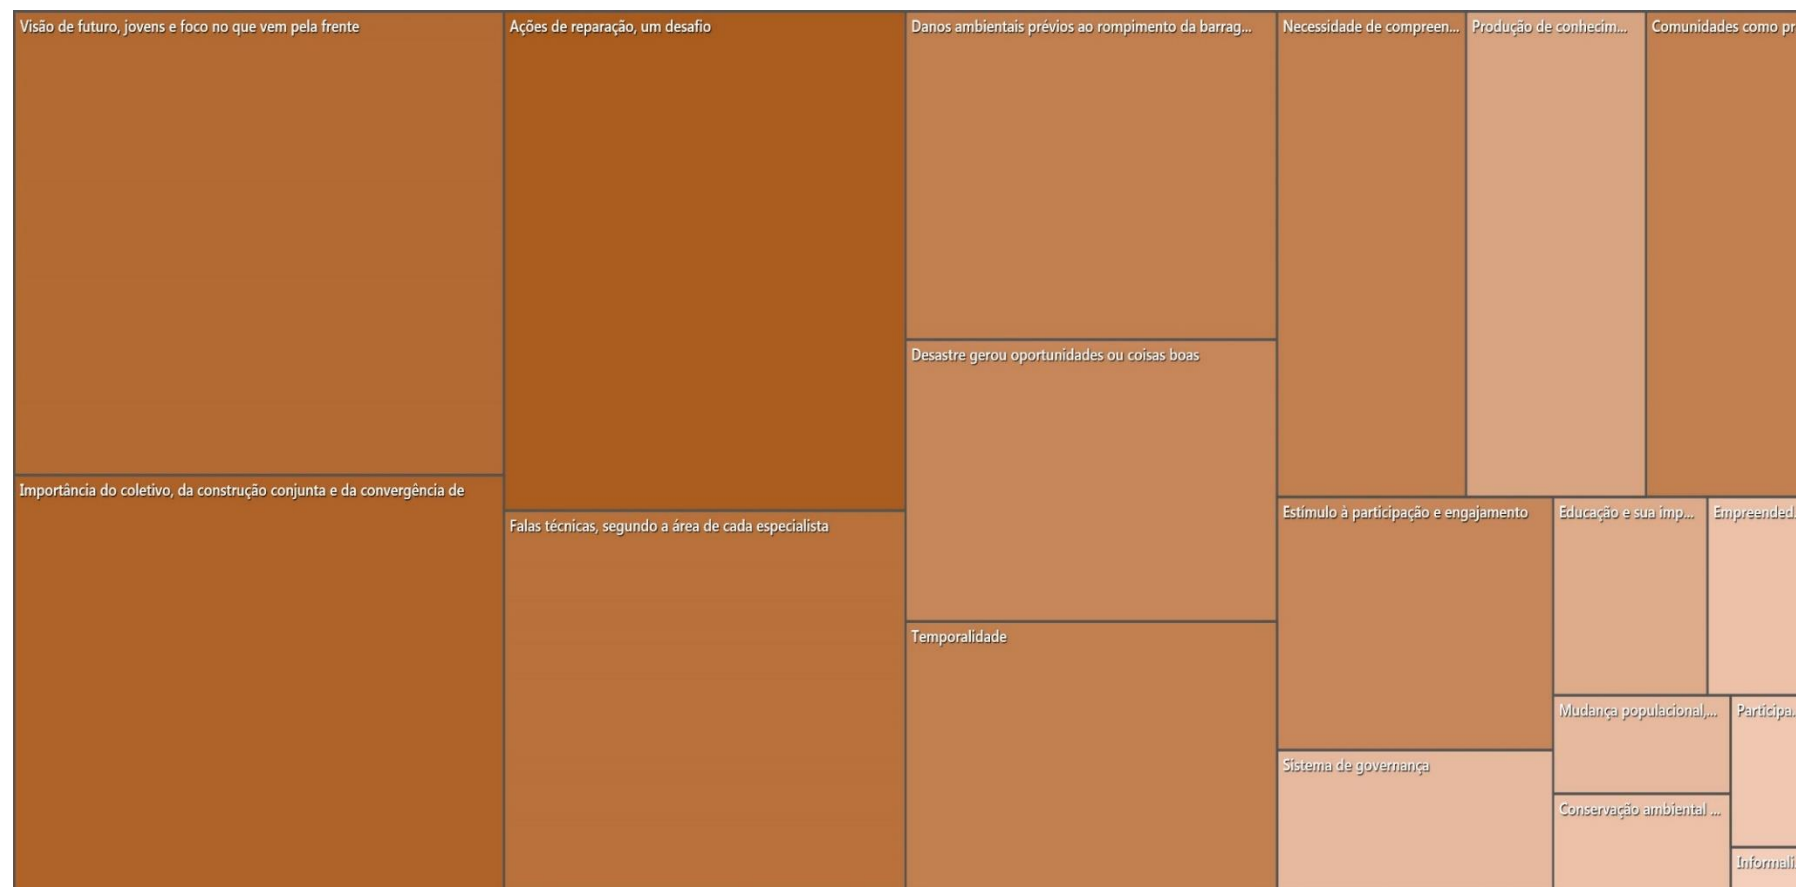 Visão de futuro, jovens e foco no que vem pela frente
Importância do coletivo, da construção conjunta e da convergência de
Ações de reparação, um desafio
Falas técnicas, segundo a área de cada especialista
Danos ambientais prévios ao rompimento da barrag...
Desastre gerou oportunidades ou coisas boas
Temporalidade
Necessidade de compreen...
Produção de conhecim...
Comunidades como pr
Estímulo à participação e engajamento
Sistema de governança
Educação e sua imp...
Empreended.
Mudança populacional,...
Participa.
Conservação ambiental ...
Informali